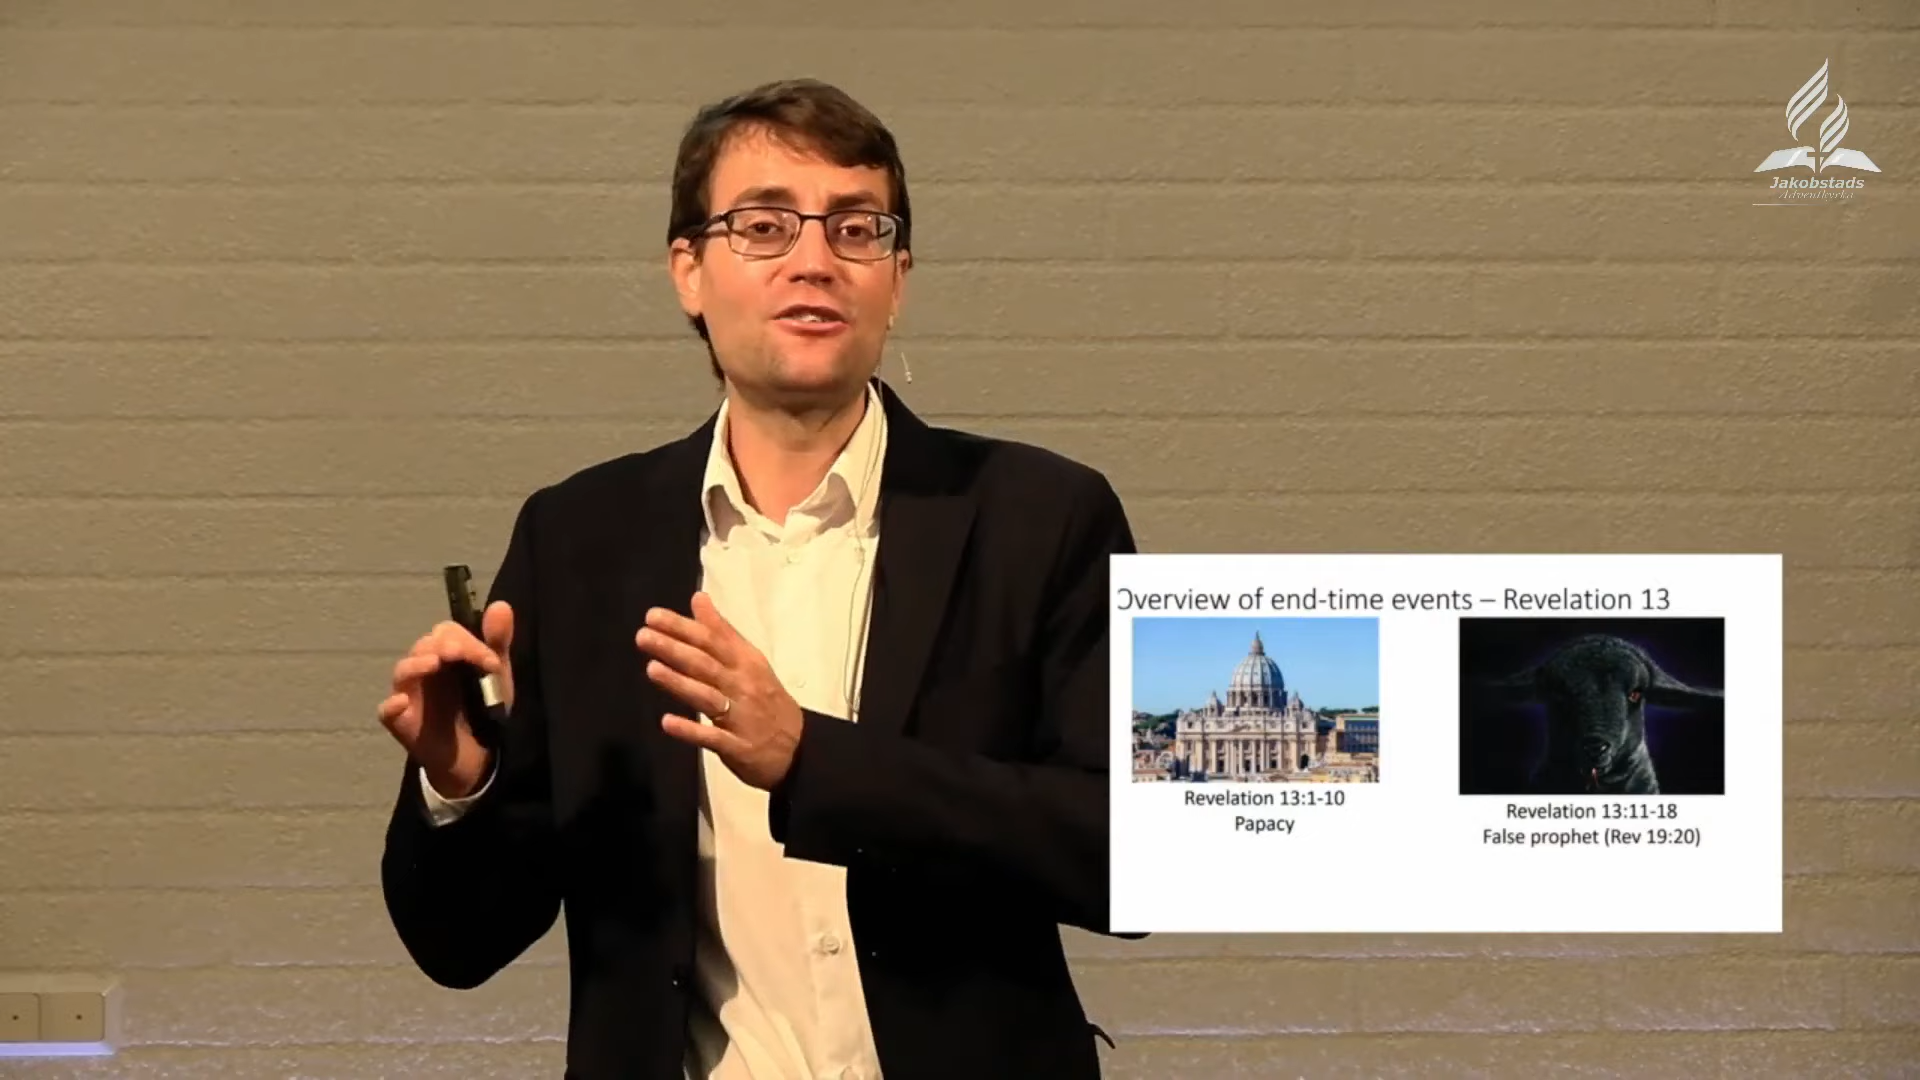 Jakobstads
Adventkyrka
Overview of end-time events – Revelation 13
Revelation 13:1-10
Papacy
Revelation 13:11-18
False prophet (Rev 19:20)